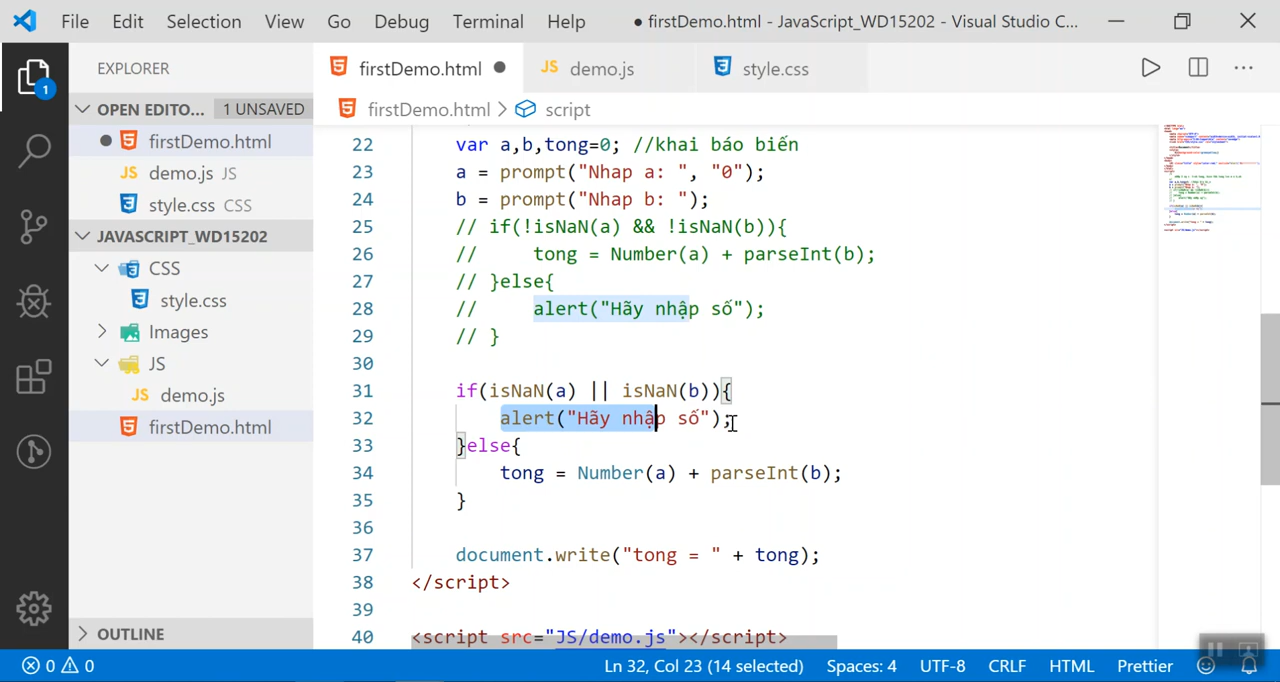 File Edit Selection View Go Debug Terminal Help ● firstDemo.html - JavaScript_WD15202 - Visual Studio C...
EXPLORER
OPEN EDITO... 1 UNSAVED
firstDemo.html
demo.js JS
style.css CSS
JAVASCRIPT_WD15202
CSS
style.css
Images
JS
demo.js
firstDemo.html
OUTLINE
1
firstDemo.html ● JS demo.js style.css
firstDemo.html > script
22 var a,b,tong=0; //khai báo biến
23 a = prompt("Nhap a: ", "0");
24 b = prompt("Nhap b: ");
25 // if(!isNaN(a) && !isNaN(b)){
26 // tong = Number(a) + parseInt(b);
27 // }else{
28 // alert("Hãy nhập số");
29 // }
30
31 if(isNaN(a) || isNaN(b)){
32 alert("Hãy nhập số");
33 }else{
34 tong = Number(a) + parseInt(b);
35 }
36
37 document.write("tong = " + tong);
38 </script>
39
40 <script src="JS/demo.js"></script>
0 0 Ln 32, Col 23 (14 selected) Spaces: 4 UTF-8 CRLF HTML Prettier